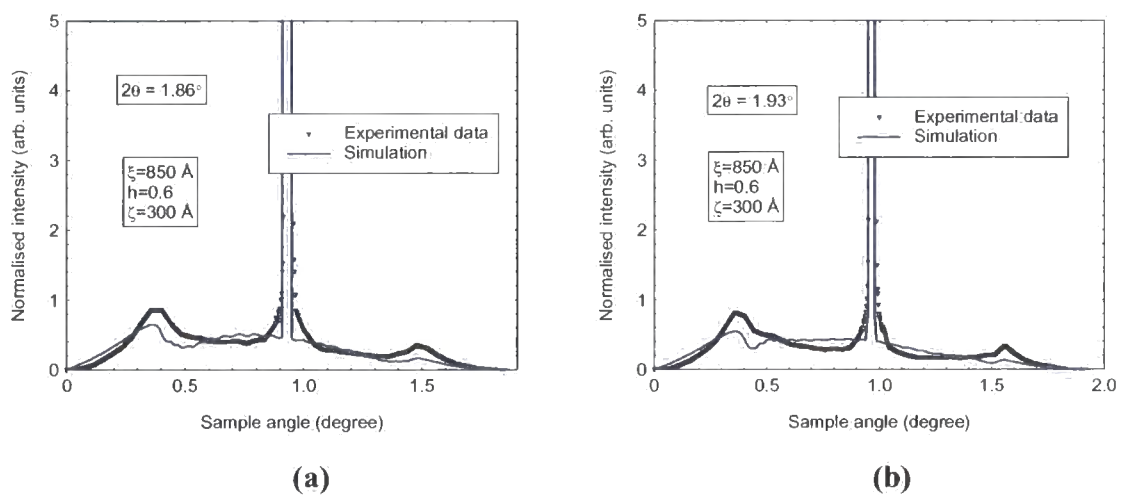 5
4
3
2
1
0
Normalised intensity (arb. units)
2θ = 1.86°
Experimental data
Simulation
ξ=850 Å
h=0.6
ζ=300 Å
0 0.5 1.0 1.5
Sample angle (degree)
(a)
5
4
3
2
1
0
Normalised intensity (arb. units)
2θ = 1.93°
Experimental data
Simulation
ξ=850 Å
h=0.6
ζ=300 Å
0 0.5 1.0 1.5 2.0
Sample angle (degree)
(b)